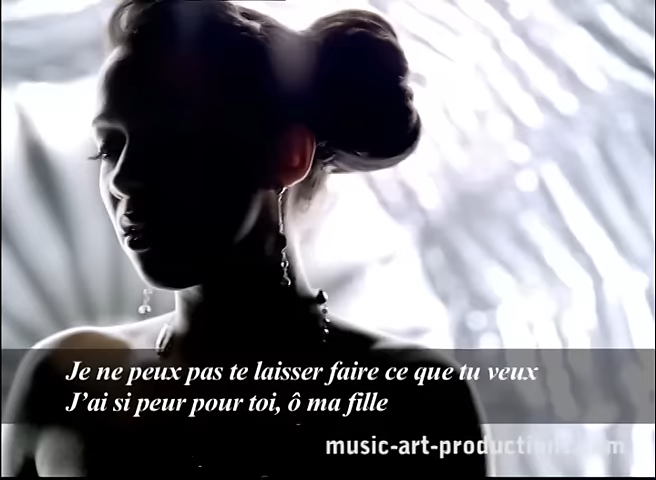 Je ne peux pas te laisser faire ce que tu veux
J'ai si peur pour toi, ô ma fille
music-art-productions.com